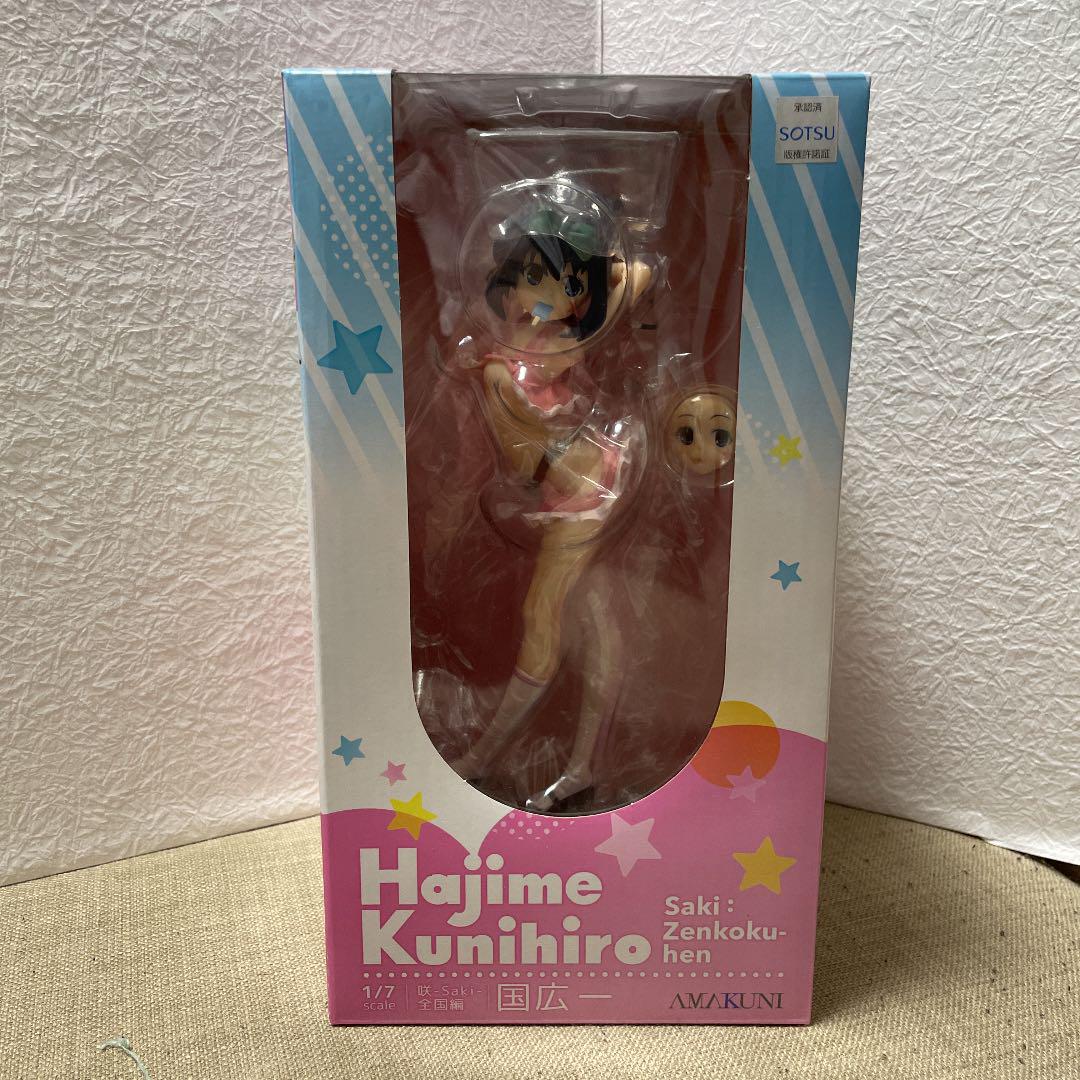 承認済
SOTSU
版権許諾証
Hajime
Kunihiro
Saki:
Zenkoku-
hen
1/7
scale
咲-Saki-
全国編
国広一
AMAKUNI